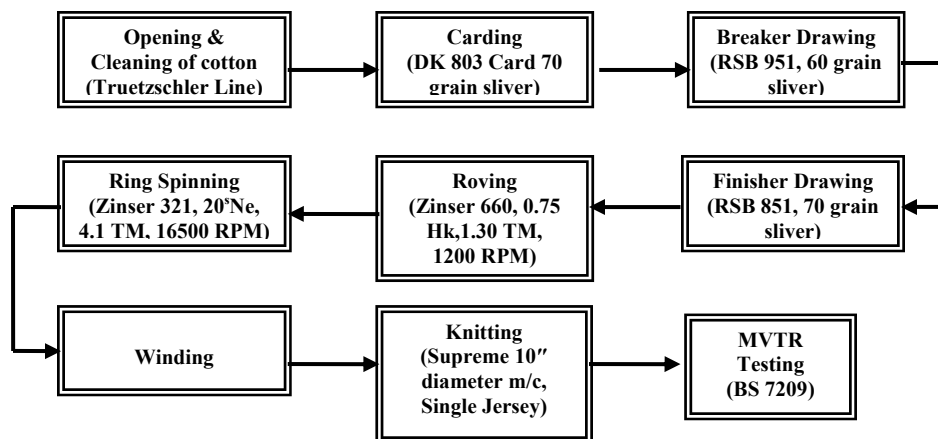 Opening &
Cleaning of cotton
(Truetzschler Line)
Carding
(DK 803 Card 70
grain sliver)
Breaker Drawing
(RSB 951, 60 grain
sliver)
Finisher Drawing
(RSB 851, 70 grain
sliver)
Roving
(Zinser 660, 0.75
Hk,1.30 TM,
1200 RPM)
Ring Spinning
(Zinser 321, 20ˢNe,
4.1 TM, 16500 RPM)
Winding
Knitting
(Supreme 10″
diameter m/c,
Single Jersey)
MVTR
Testing
(BS 7209)